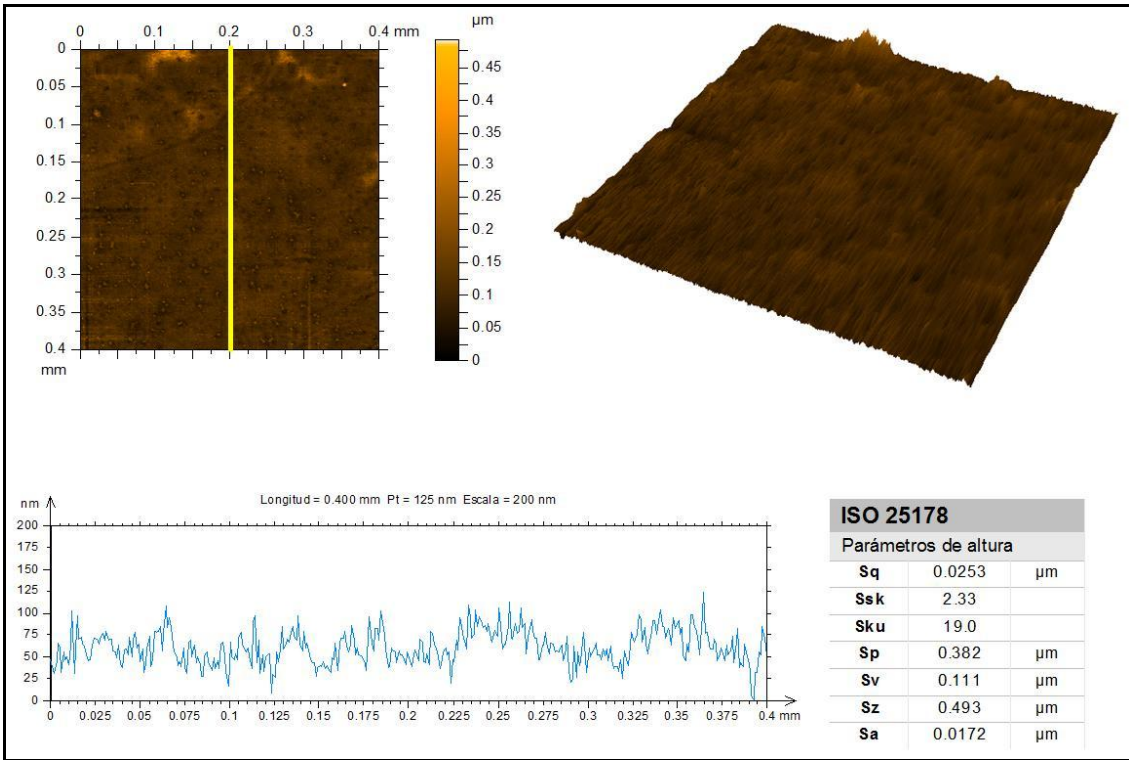 0 0.1 0.2 0.3 0.4 mm
0
0.05
0.1
0.15
0.2
0.25
0.3
0.35
0.4
mm
µm
0.45
0.4
0.35
0.3
0.25
0.2
0.15
0.1
0.05
0
Longitud = 0.400 mm Pt = 125 nm Escala = 200 nm
nm
200
175
150
125
100
75
50
25
0
0 0.025 0.05 0.075 0.1 0.125 0.15 0.175 0.2 0.225 0.25 0.275 0.3 0.325 0.35 0.375 0.4 mm
ISO 25178
Parámetros de altura
Sq 0.0253 µm
Ssk 2.33
Sku 19.0
Sp 0.382 µm
Sv 0.111 µm
Sz 0.493 µm
Sa 0.0172 µm